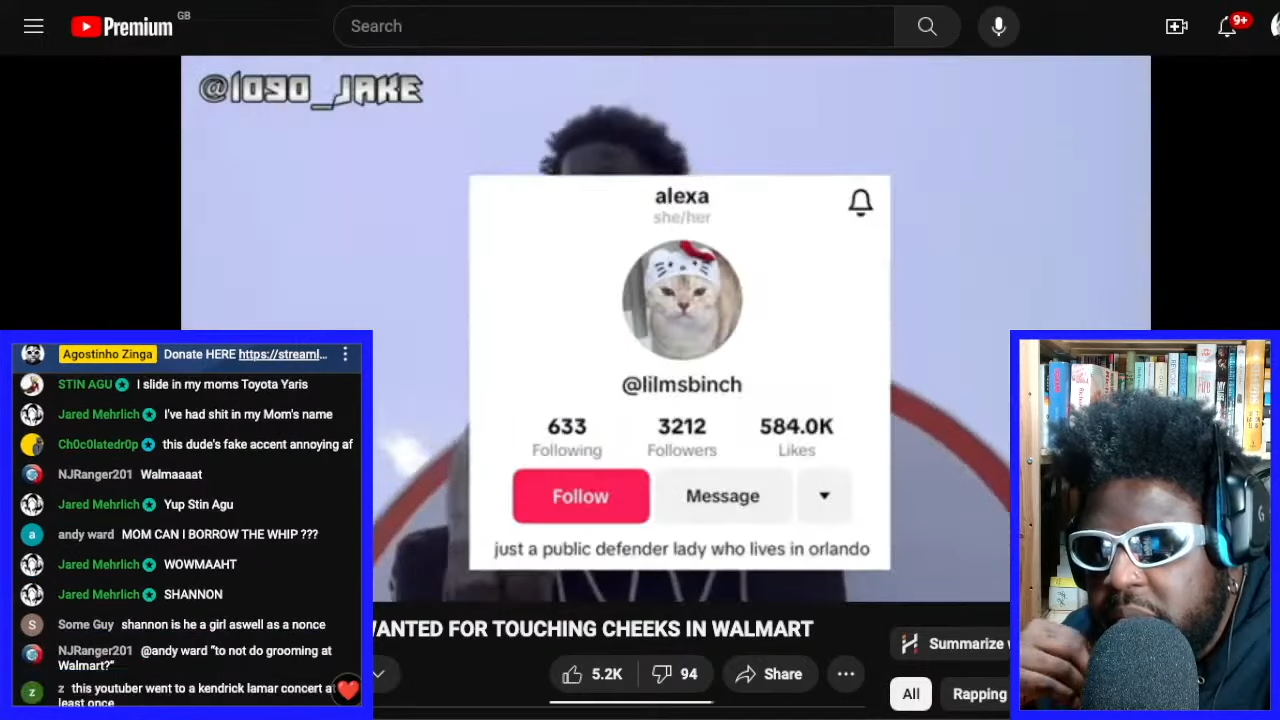 Premium GB
Search
9+
@1090_JAKE
alexa
she/her
@lilmsbinch
633 3212 584.0K
Following Followers Likes
Follow Message
just a public defender lady who lives in orlando
Agostinho Zinga Donate HERE https://streaml...
STIN AGU I slide in my moms Toyota Yaris
Jared Mehrlich I've had shit in my Mom's name
Ch0c0latedr0p this dude's fake accent annoying af
NJRanger201 Walmaaaat
Jared Mehrlich Yup Stin Agu
a andy ward MOM CAN I BORROW THE WHIP ???
Jared Mehrlich WOWMAAHT
Jared Mehrlich SHANNON
S Some Guy shannon is he a girl aswell as a nonce
NJRanger201 @andy ward “to not do grooming at
Walmart?”
z z this youtuber went to a kendrick lamar concert at
least once
WANTED FOR TOUCHING CHEEKS IN WALMART
5.2K 94 Share
Summarize
All Rapping